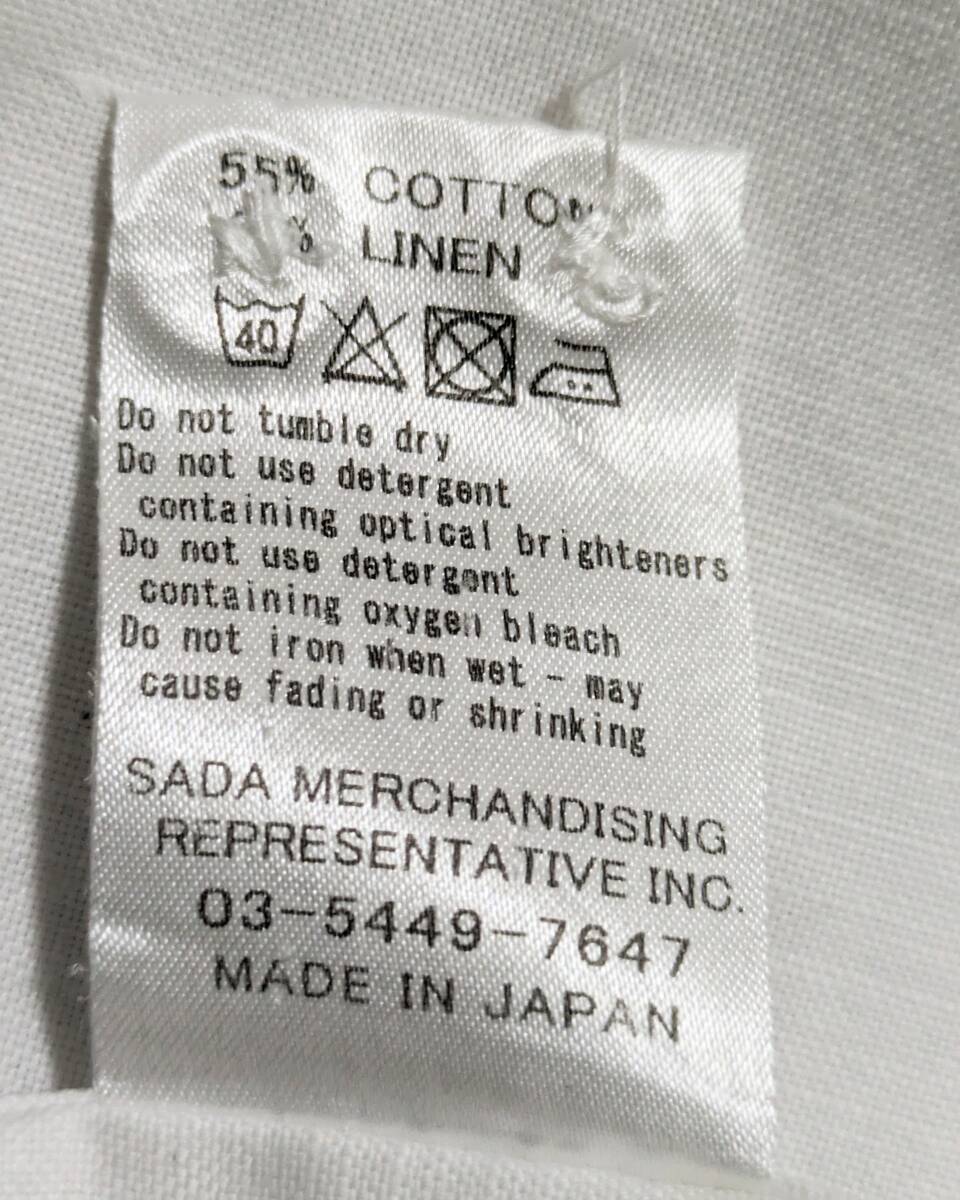 55% COTTON
% LINEN
40
Do not tumble dry
Do not use detergent
containing optical brighteners
Do not use detergent
containing oxygen bleach
Do not iron when wet - may
cause fading or shrinking
SADA MERCHANDISING
REPRESENTATIVE INC.
03-5449-7647
MADE IN JAPAN